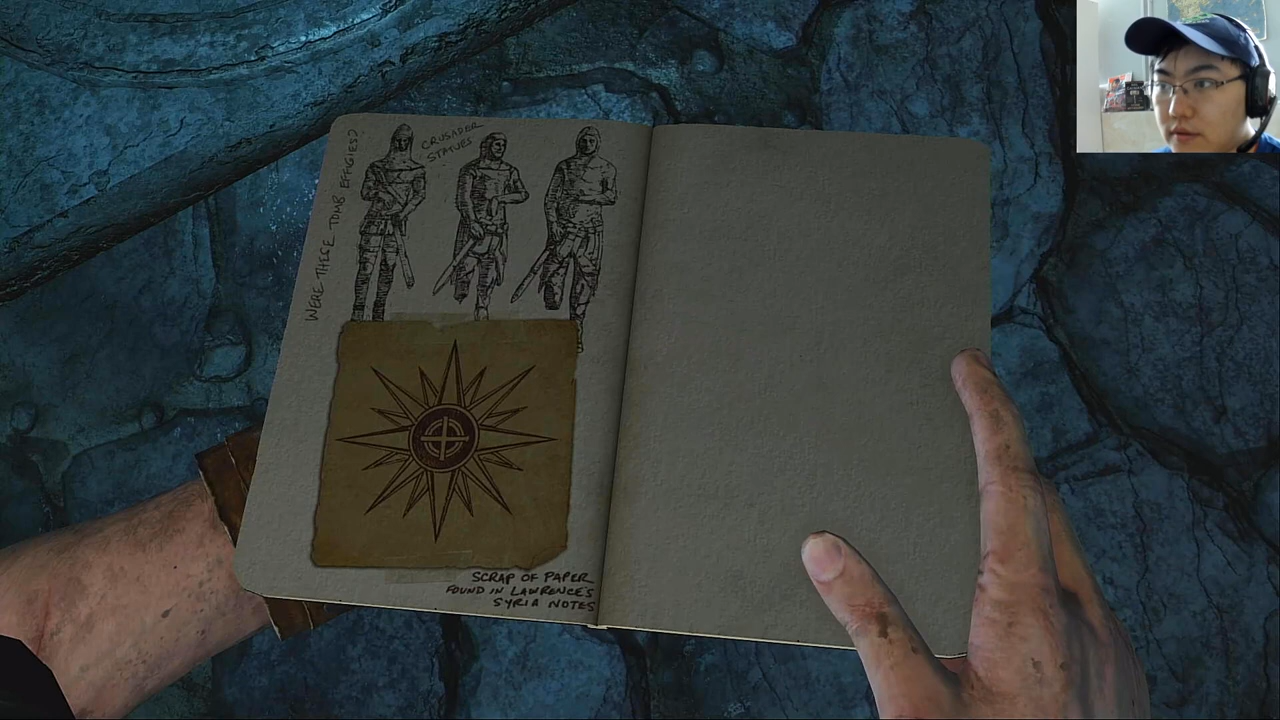 WERE THESE TOMB EFFIGIES?
CRUSADER
STATUES
SCRAP OF PAPER
FOUND IN LAWRENCE'S
SYRIA NOTES